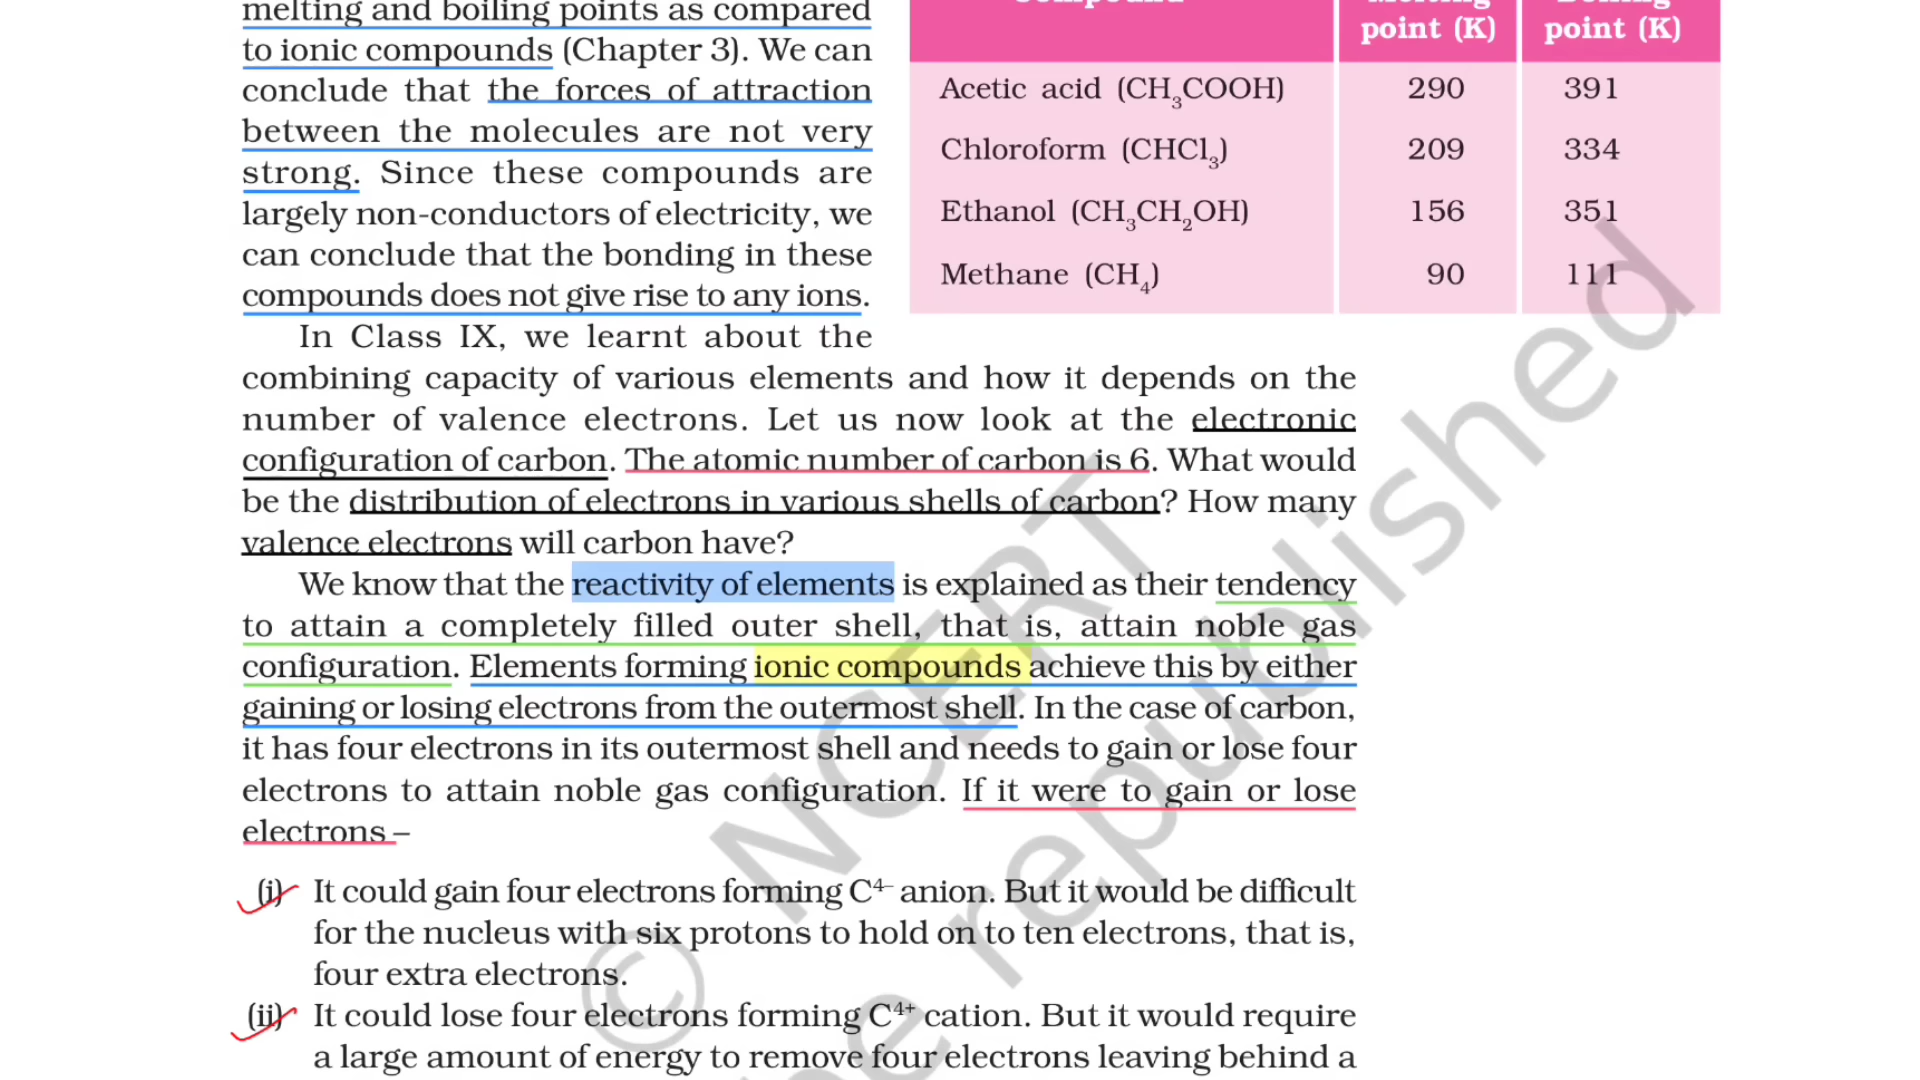 melting and boiling points as compared
to ionic compounds (Chapter 3). We can
conclude that the forces of attraction
between the molecules are not very
strong. Since these compounds are
largely non-conductors of electricity, we
can conclude that the bonding in these
compounds does not give rise to any ions.
In Class IX, we learnt about the
combining capacity of various elements and how it depends on the
number of valence electrons. Let us now look at the electronic
configuration of carbon. The atomic number of carbon is 6. What would
be the distribution of electrons in various shells of carbon? How many
valence electrons will carbon have?
We know that the reactivity of elements is explained as their tendency
to attain a completely filled outer shell, that is, attain noble gas
configuration. Elements forming ionic compounds achieve this by either
gaining or losing electrons from the outermost shell. In the case of carbon,
it has four electrons in its outermost shell and needs to gain or lose four
electrons to attain noble gas configuration. If it were to gain or lose
electrons –
(i) It could gain four electrons forming C⁴⁻ anion. But it would be difficult
for the nucleus with six protons to hold on to ten electrons, that is,
four extra electrons.
(ii) It could lose four electrons forming C⁴⁺ cation. But it would require
a large amount of energy to remove four electrons leaving behind a
point (K) point (K)
Acetic acid (CH₃COOH) 290 391
Chloroform (CHCl₃) 209 334
Ethanol (CH₃CH₂OH) 156 351
Methane (CH₄) 90 111
© NCERT
be republished